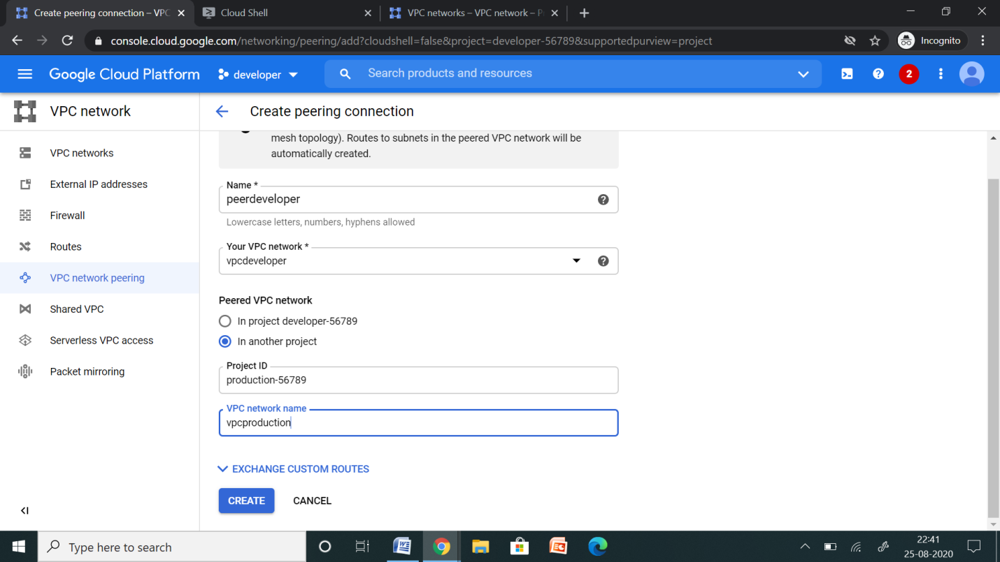 Create peering connection – VPC
Cloud Shell
VPC networks – VPC network –
console.cloud.google.com/networking/peering/add?cloudshell=false&project=developer-56789&supportedpurview=project
Incognito
Google Cloud Platform
developer
Search products and resources
2
VPC network
Create peering connection
mesh topology). Routes to subnets in the peered VPC network will be
automatically created.
VPC networks
External IP addresses
Firewall
Routes
VPC network peering
Shared VPC
Serverless VPC access
Packet mirroring
Name *
peerdeveloper
Lowercase letters, numbers, hyphens allowed
Your VPC network *
vpcdeveloper
Peered VPC network
In project developer-56789
In another project
Project ID
production-56789
VPC network name
vpcproduction
EXCHANGE CUSTOM ROUTES
CREATE
CANCEL
Type here to search
22:41
25-08-2020